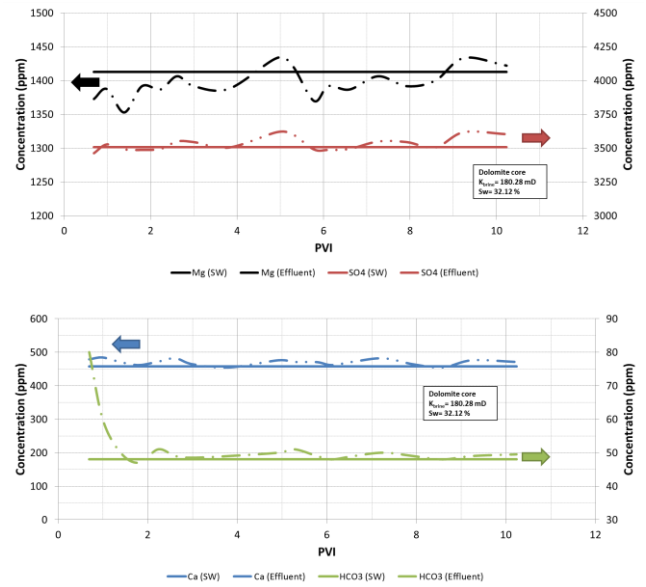 1500
1450
1400
1350
1300
1250
1200
Concentration (ppm)
4500
4000
3500
3000
Concentration (ppm)
Dolomite core
Kbrine= 180.28 mD
Sw= 32.12 %
0 2 4 6 8 10 12
PVI
Mg (SW) Mg (Effluent) SO4 (SW) SO4 (Effluent)
600
500
400
300
200
100
0
Concentration (ppm)
90
80
70
60
50
40
30
Concentration (ppm)
Dolomite core
Kbrine= 180.28 mD
Sw= 32.12 %
0 2 4 6 8 10 12
PVI
Ca (SW) Ca (Effluent) HCO3 (SW) HCO3 (Effluent)